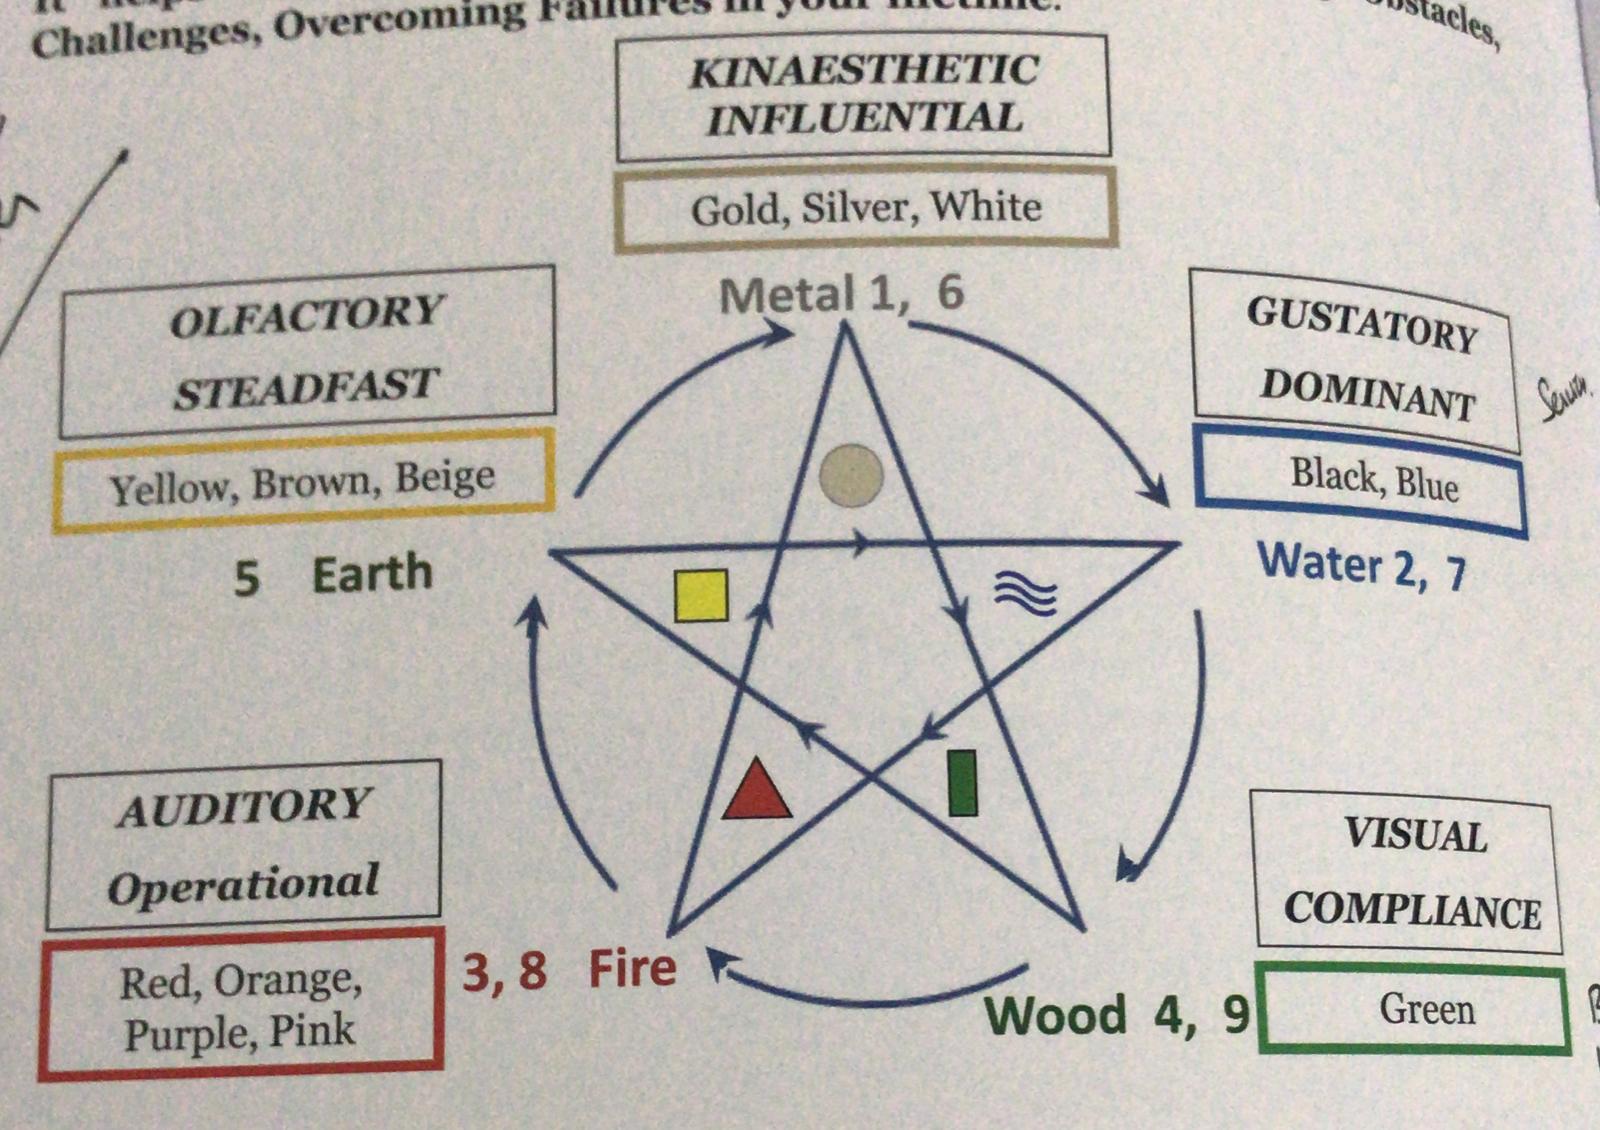 Challenges, Overcoming Failures in your lifetime.
KINAESTHETIC
INFLUENTIAL
Gold, Silver, White
Metal 1, 6
OLFACTORY
STEADFAST
Yellow, Brown, Beige
5 Earth
GUSTATORY
DOMINANT
Black, Blue
Water 2, 7
AUDITORY
Operational
Red, Orange,
Purple, Pink
3, 8 Fire
VISUAL
COMPLIANCE
Green
Wood 4, 9